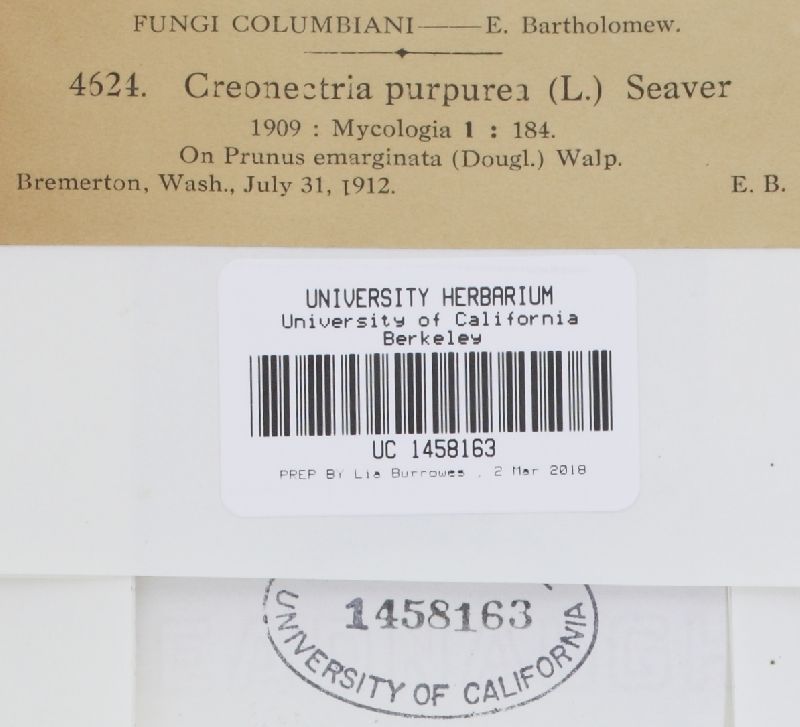 FUNGI COLUMBIANI——E. Bartholomew.
4624. Creonectria purpurea (L.) Seaver
1909 : Mycologia 1 : 184.
On Prunus emarginata (Dougl.) Walp.
Bremerton, Wash., July 31, 1912. E. B.
UNIVERSITY HERBARIUM
University of California
Berkeley
UC 1458163
PREP BY Lia Burrowes . 2 Mar 2018
1458163
UNIVERSITY OF CALIFORNIA